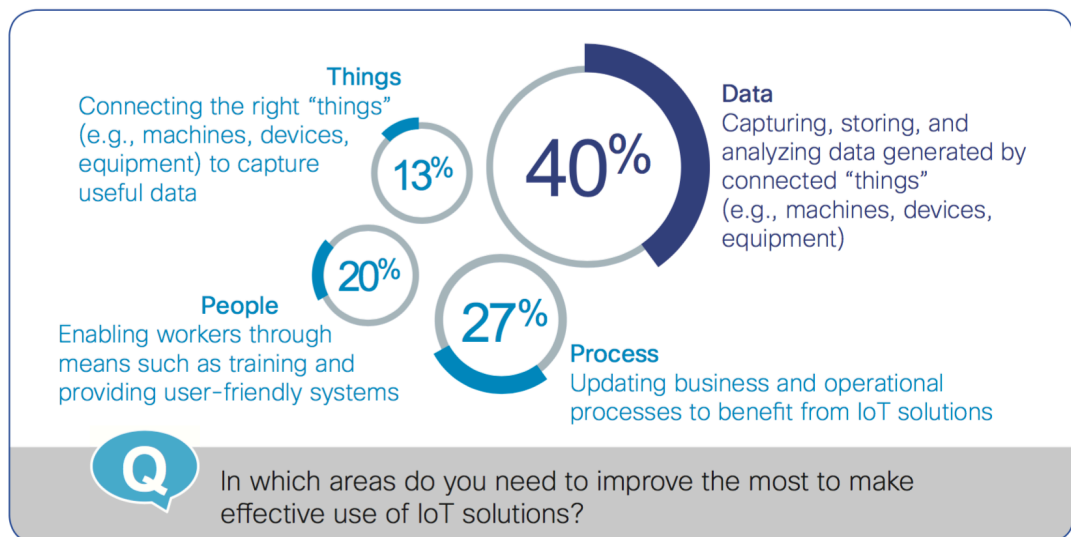 Things
Connecting the right “things”
(e.g., machines, devices,
equipment) to capture
useful data
13%
40%
Data
Capturing, storing, and
analyzing data generated by
connected “things”
(e.g., machines, devices,
equipment)
20%
People
Enabling workers through
means such as training and
providing user-friendly systems
27%
Process
Updating business and operational
processes to benefit from IoT solutions
Q
In which areas do you need to improve the most to make
effective use of IoT solutions?